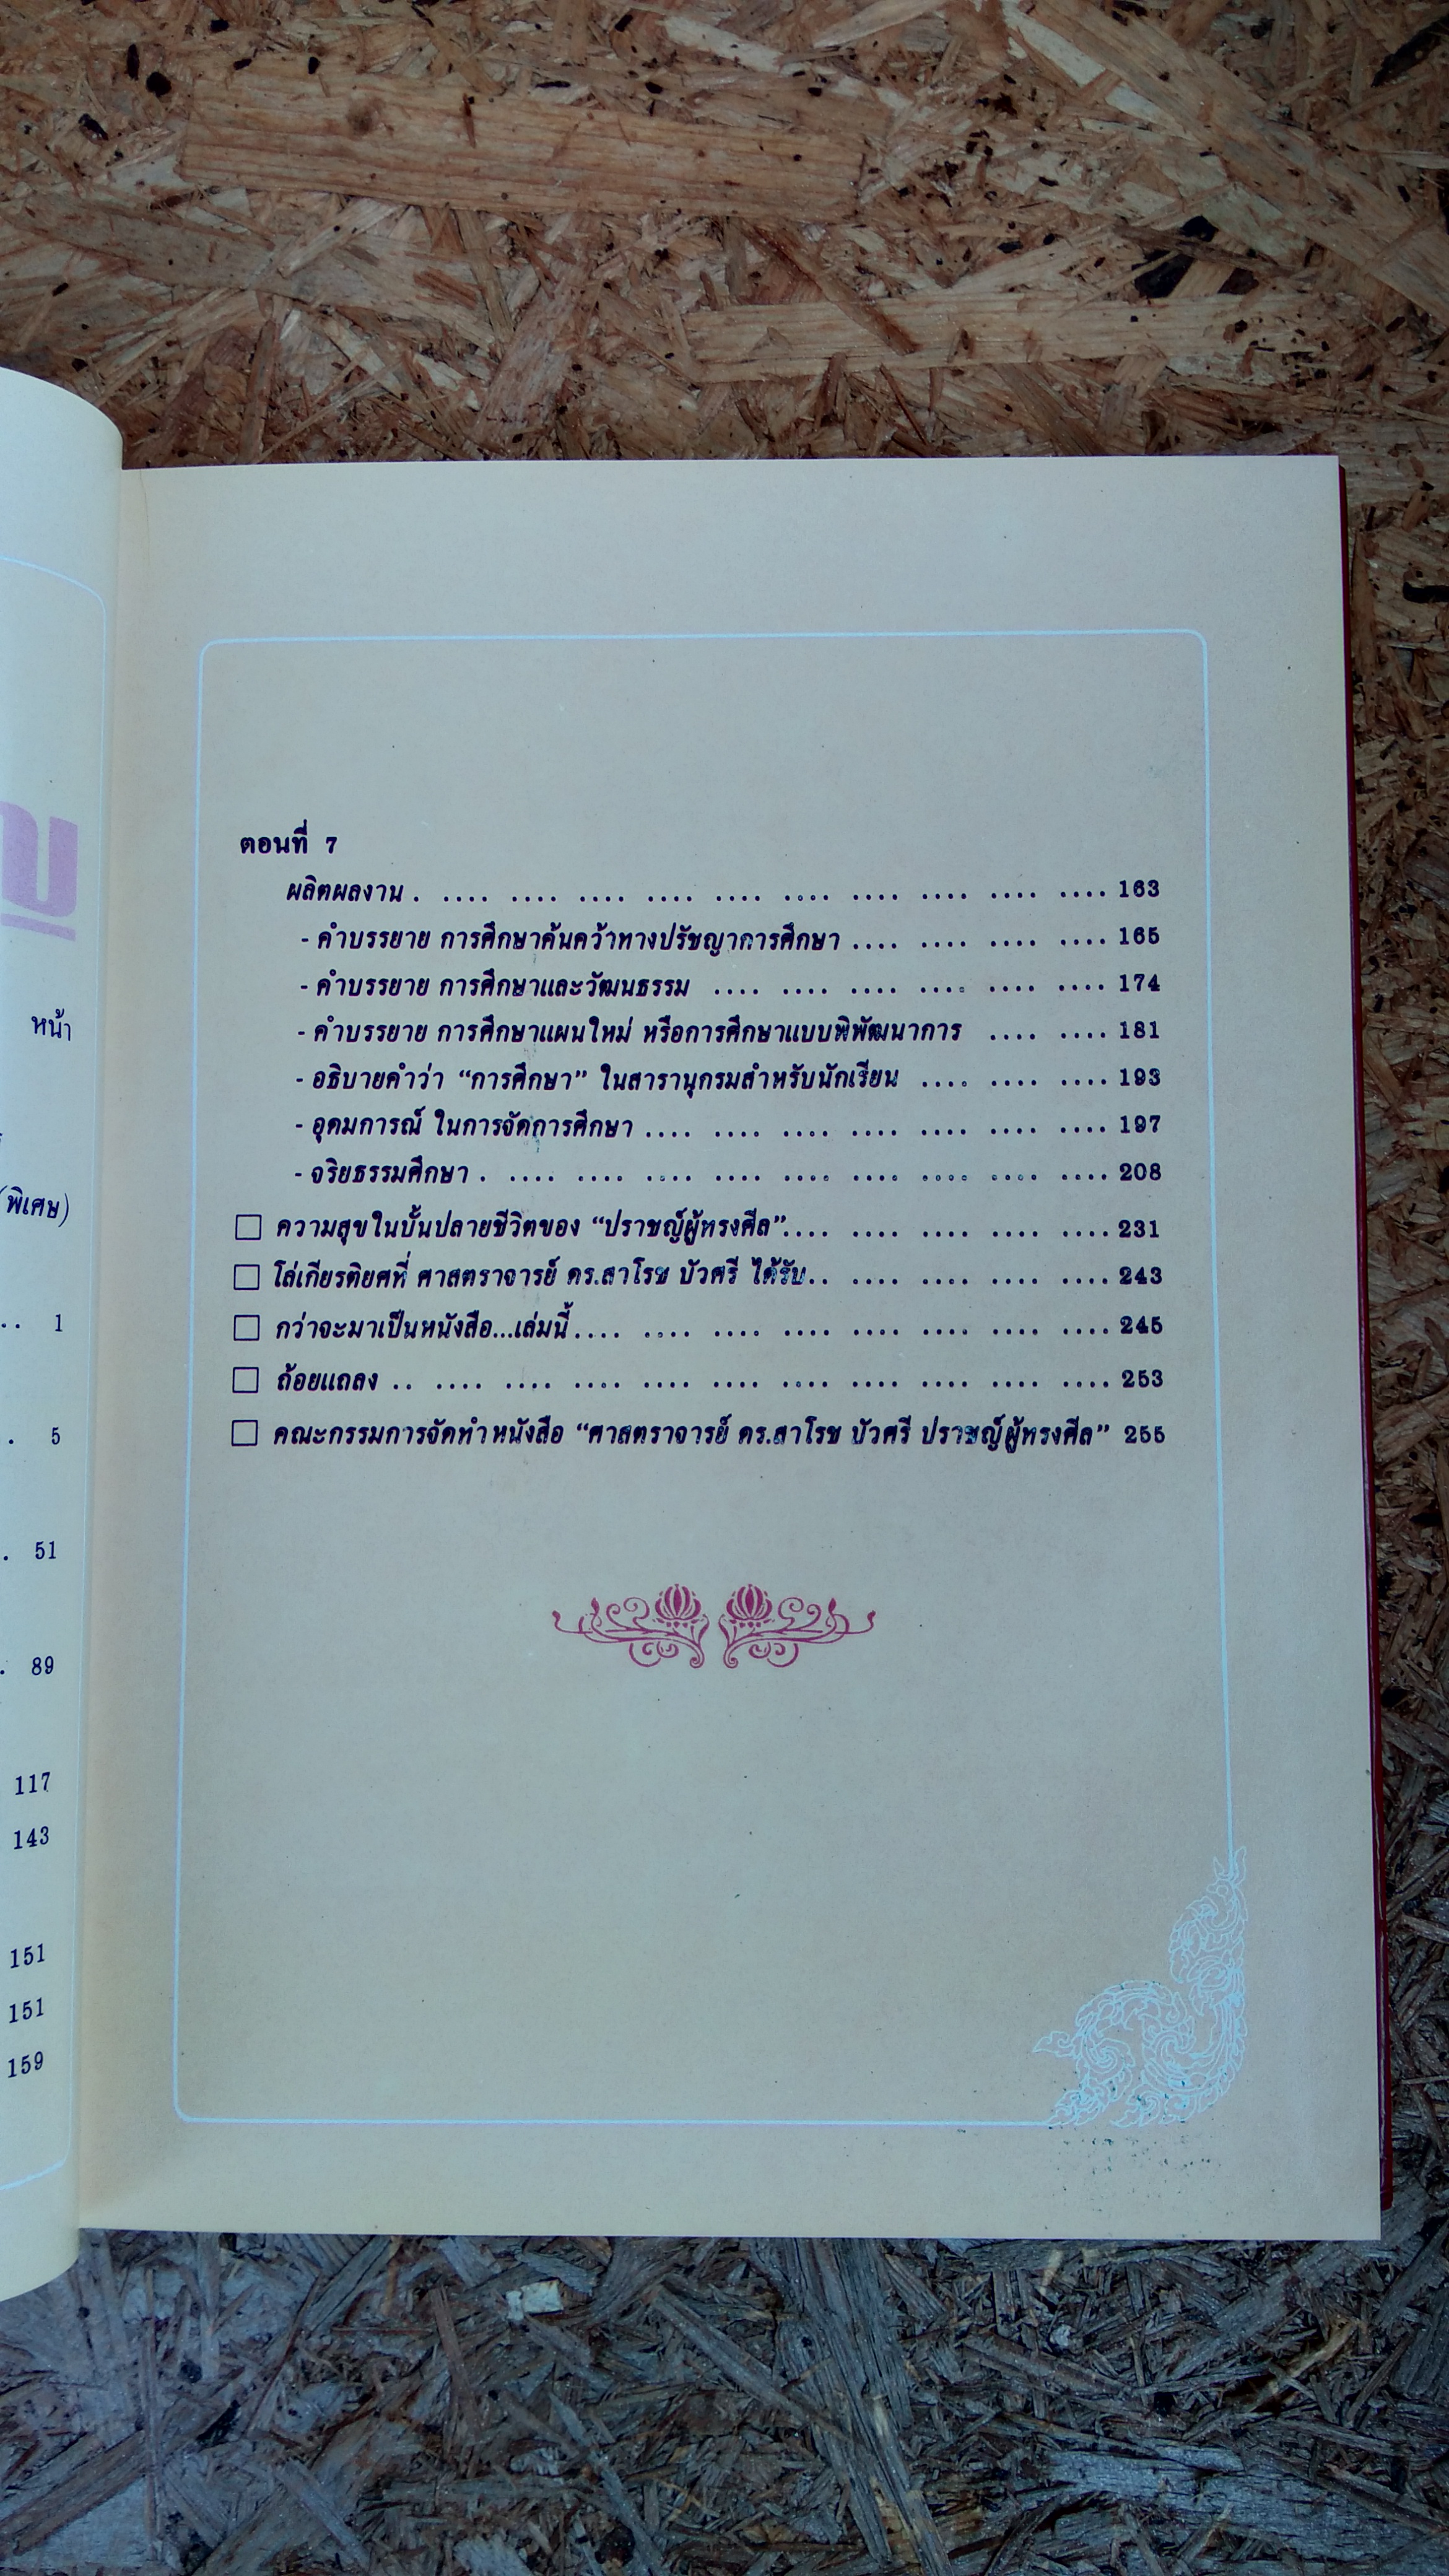 หน้า
(พิเศษ)
.. 1
. 5
. 51
. 89
117
143
151
151
159
ตอนที่ 7
ผลิตผลงาน . .... .... .... .... .... .... .... .... .... .... 163
- คำบรรยาย การศึกษาค้นคว้าทางปรัชญาการศึกษา .... .... .... .... 165
- คำบรรยาย การศึกษาและวัฒนธรรม .... .... .... .... .... .... 174
- คำบรรยาย การศึกษาแผนใหม่ หรือการศึกษาแบบพิพัฒนาการ .... .... 181
- อธิบายคำว่า “การศึกษา” ในสารานุกรมสำหรับนักเรียน .... .... .... 193
- อุดมการณ์ ในการจัดการศึกษา .... .... .... .... .... .... .... 197
- จริยธรรมศึกษา . .... .... .... .... .... .... .... .... .... 208
□ ความสุขในบั้นปลายชีวิตของ “ปราชญ์ผู้ทรงศีล”.... .... .... .... .... 231
□ โล่เกียรติยศที่ ศาสตราจารย์ ดร.สาโรช บัวศรี ได้รับ.. .... .... .... .... 243
□ กว่าจะมาเป็นหนังสือ...เล่มนี้.... .... .... .... .... .... .... .... 245
□ ถ้อยแถลง .. .... .... .... .... .... .... .... .... .... .... 253
□ คณะกรรมการจัดทำหนังสือ “ศาสตราจารย์ ดร.สาโรช บัวศรี ปราชญ์ผู้ทรงศีล” 255